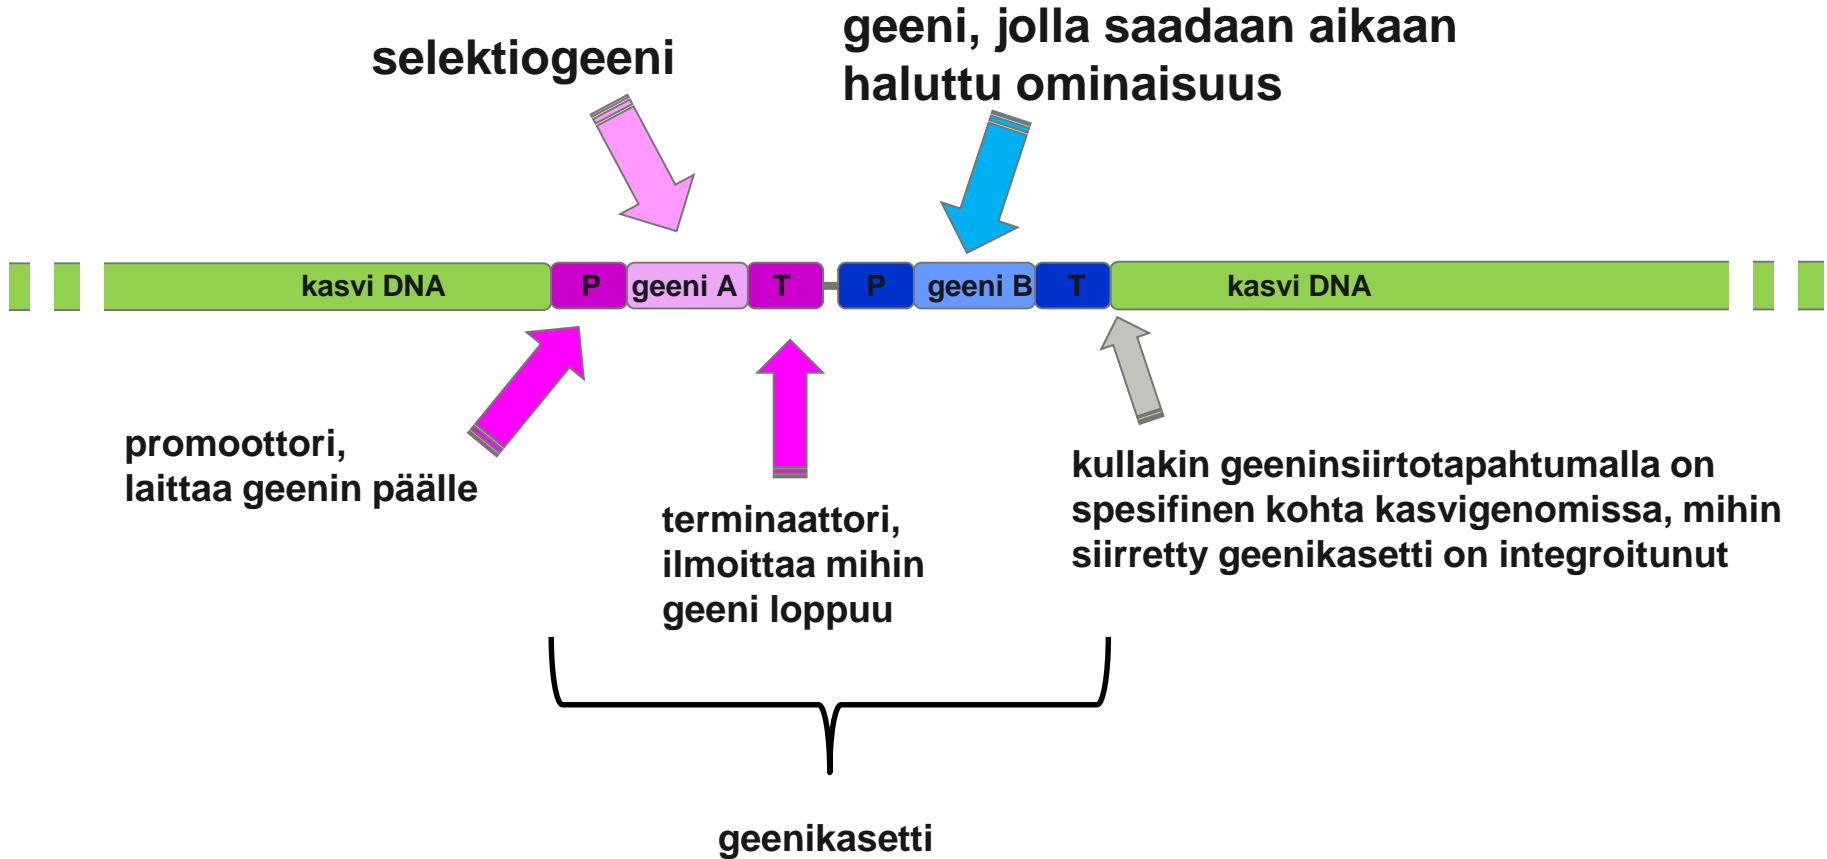 selektiogeeni
geeni, jolla saadaan aikaan
haluttu ominaisuus
kasvi DNA P geeni A T P geeni B T kasvi DNA
promoottori,
laittaa geenin päälle
terminaattori,
ilmoittaa mihin
geeni loppuu
kullakin geeninsiirtotapahtumalla on
spesifinen kohta kasvigenomissa, mihin
siirretty geenikasetti on integroitunut
geenikasetti